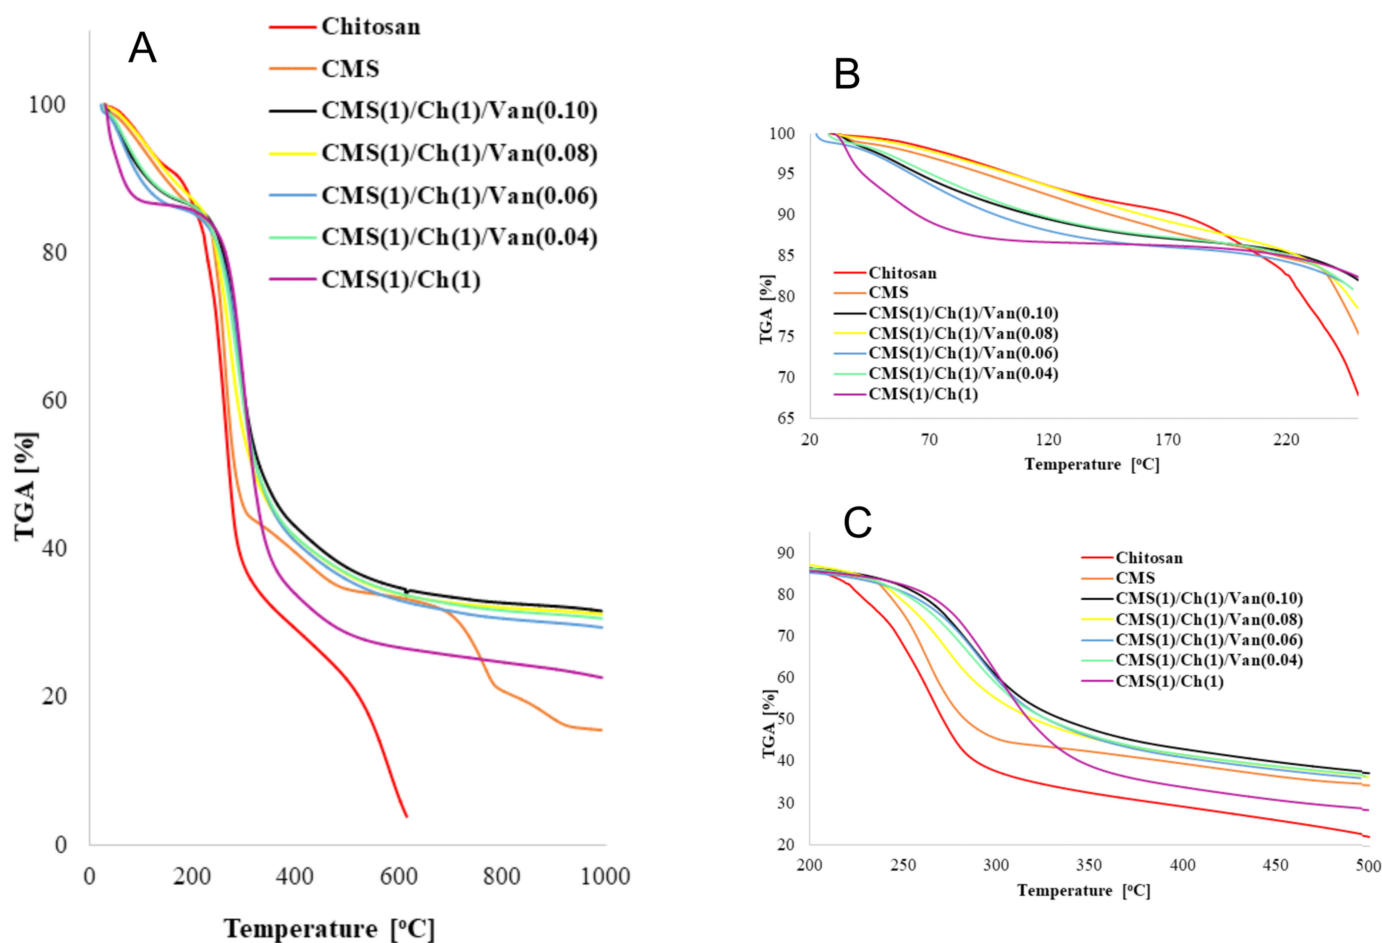 A
Chitosan
CMS
CMS(1)/Ch(1)/Van(0.10)
CMS(1)/Ch(1)/Van(0.08)
CMS(1)/Ch(1)/Van(0.06)
CMS(1)/Ch(1)/Van(0.04)
CMS(1)/Ch(1)
100
80
60
40
20
0
TGA [%]
0 200 400 600 800 1000
Temperature [ºC]
B
100
95
90
85
80
75
70
65
TGA [%]
Chitosan
CMS
CMS(1)/Ch(1)/Van(0.10)
CMS(1)/Ch(1)/Van(0.08)
CMS(1)/Ch(1)/Van(0.06)
CMS(1)/Ch(1)/Van(0.04)
CMS(1)/Ch(1)
20 70 120 170 220
Temperature [ºC]
C
90
80
70
60
50
40
30
20
TGA [%]
Chitosan
CMS
CMS(1)/Ch(1)/Van(0.10)
CMS(1)/Ch(1)/Van(0.08)
CMS(1)/Ch(1)/Van(0.06)
CMS(1)/Ch(1)/Van(0.04)
CMS(1)/Ch(1)
200 250 300 350 400 450 500
Temperature [ºC]